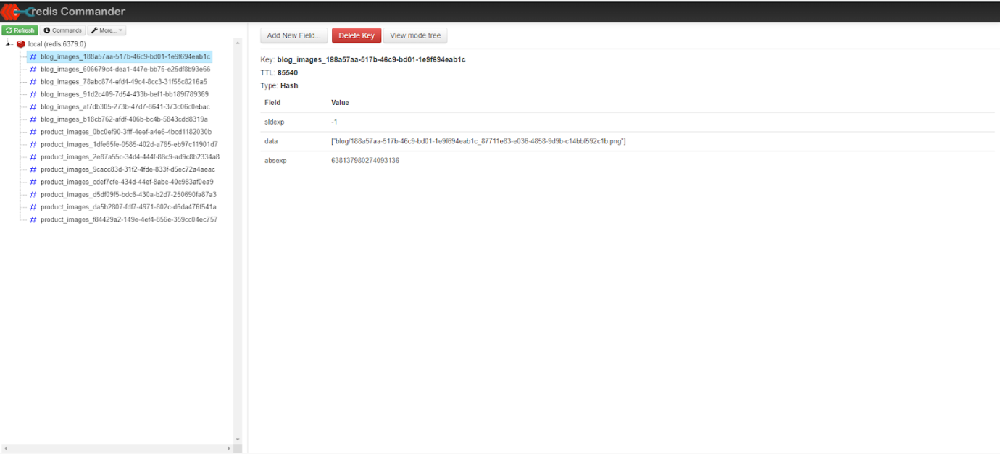 redis Commander
Refresh Commands More...
local (redis:6379:0)
blog_images_188a57aa-517b-46c9-bd01-1e9f694eab1c
blog_images_606679c4-dea1-447e-bb75-e25df8b93e66
blog_images_78abc874-efd4-49c4-8cc3-31f55c8216a5
blog_images_91d2c409-7d54-433b-bef1-bb189f789369
blog_images_af7db305-273b-47d7-8641-373c06c0ebac
blog_images_b18cb762-afdf-406b-bc4b-5843cdd8319a
product_images_0bc0ef90-3fff-4eef-a4e6-4bcd1182030b
product_images_1dfe65fe-0585-402d-a765-eb97c11901d7
product_images_2e87a55c-34d4-444f-88c9-ad9c8b2334a8
product_images_9cacc83d-31f2-4fde-833f-d5ec72a4aeac
product_images_cdef7cfe-434d-44ef-8abc-40c983af0ea9
product_images_d5df09f5-bdc6-430a-b2d7-250690fa87a3
product_images_da5b2807-fdf7-4971-802c-d6da476f541a
product_images_f84429a2-149e-4ef4-856e-359cc04ec757
Add New Field... Delete Key View mode tree
Key: blog_images_188a57aa-517b-46c9-bd01-1e9f694eab1c
TTL: 85540
Type: Hash
Field Value
sldexp -1
data ["blog/188a57aa-517b-46c9-bd01-1e9f694eab1c_87711e83-e036-4858-9d9b-c14bbf592c1b.png"]
absexp 638137980274093136